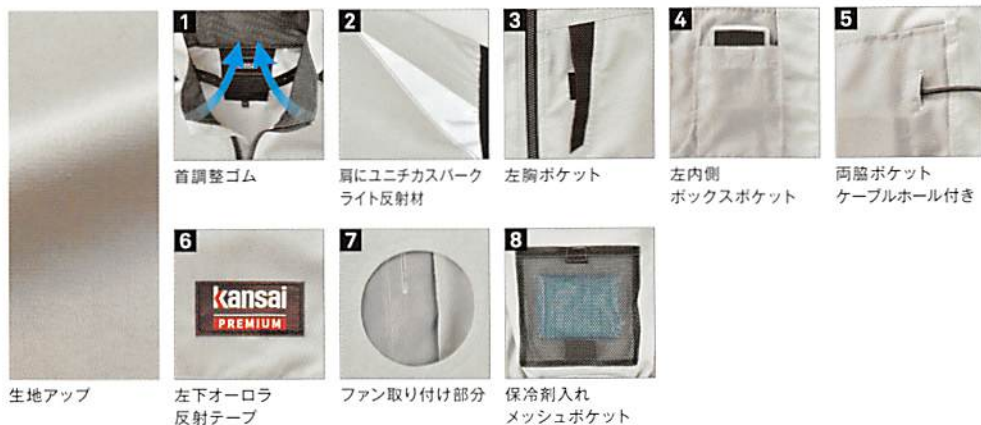 1
首調整ゴム
2
肩にユニチカスパーク
ライト反射材
3
左胸ポケット
4
左内側
ボックスポケット
5
両脇ポケット
ケーブルホール付き
生地アップ
6
kansai
PREMIUM
左下オーロラ
反射テープ
7
ファン取り付け部分
8
保冷剤入れ
メッシュポケット